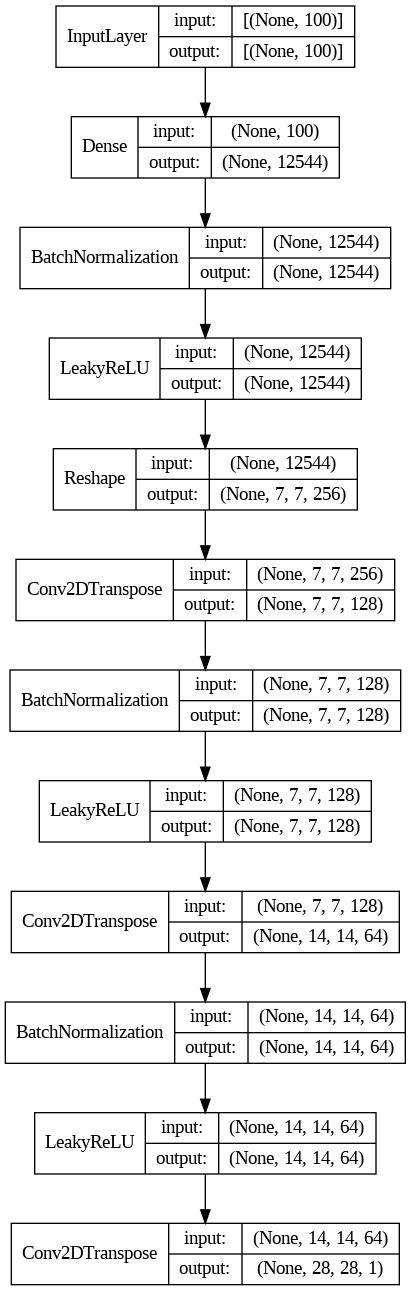 InputLayer
input: [(None, 100)]
output: [(None, 100)]
Dense
input: (None, 100)
output: (None, 12544)
BatchNormalization
input: (None, 12544)
output: (None, 12544)
LeakyReLU
input: (None, 12544)
output: (None, 12544)
Reshape
input: (None, 12544)
output: (None, 7, 7, 256)
Conv2DTranspose
input: (None, 7, 7, 256)
output: (None, 7, 7, 128)
BatchNormalization
input: (None, 7, 7, 128)
output: (None, 7, 7, 128)
LeakyReLU
input: (None, 7, 7, 128)
output: (None, 7, 7, 128)
Conv2DTranspose
input: (None, 7, 7, 128)
output: (None, 14, 14, 64)
BatchNormalization
input: (None, 14, 14, 64)
output: (None, 14, 14, 64)
LeakyReLU
input: (None, 14, 14, 64)
output: (None, 14, 14, 64)
Conv2DTranspose
input: (None, 14, 14, 64)
output: (None, 28, 28, 1)